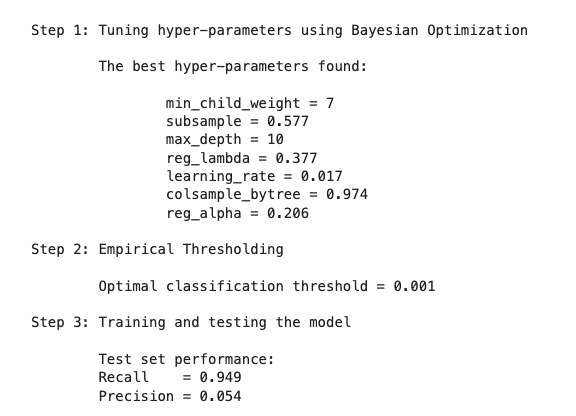 Step 1: Tuning hyper-parameters using Bayesian Optimization
The best hyper-parameters found:
min_child_weight = 7
subsample = 0.577
max_depth = 10
reg_lambda = 0.377
learning_rate = 0.017
colsample_bytree = 0.974
reg_alpha = 0.206
Step 2: Empirical Thresholding
Optimal classification threshold = 0.001
Step 3: Training and testing the model
Test set performance:
Recall    = 0.949
Precision = 0.054